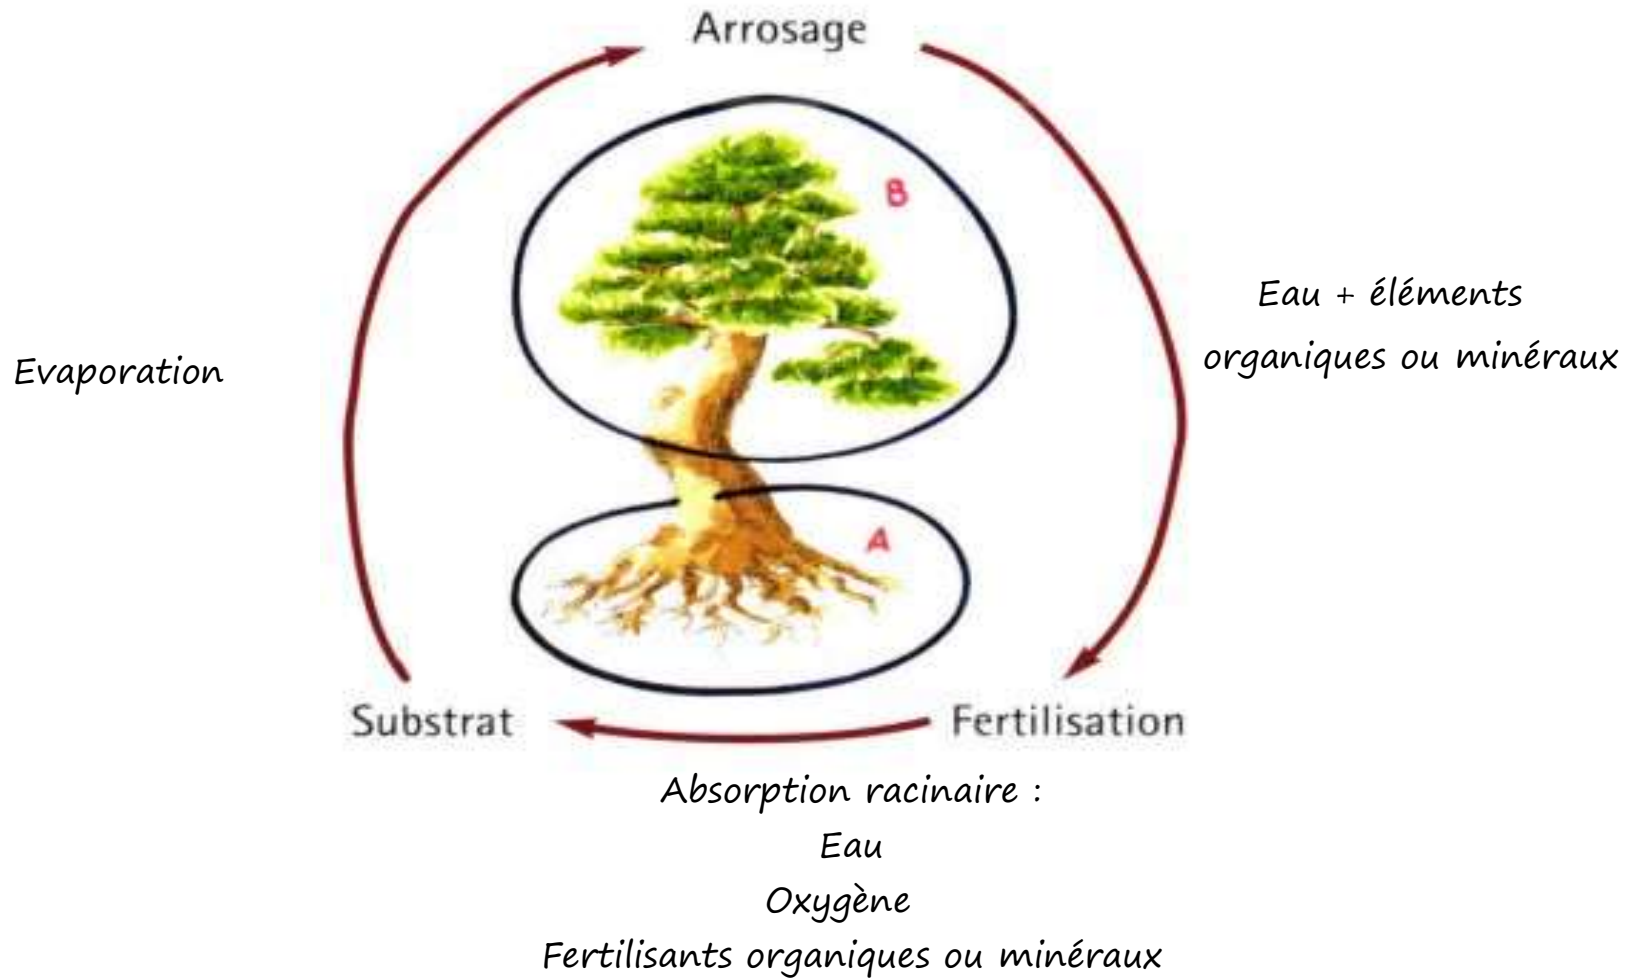 Arrosage
B
Eau + éléments
organiques ou minéraux
Evaporation
A
Substrat
Fertilisation
Absorption racinaire :
Eau
Oxygène
Fertilisants organiques ou minéraux